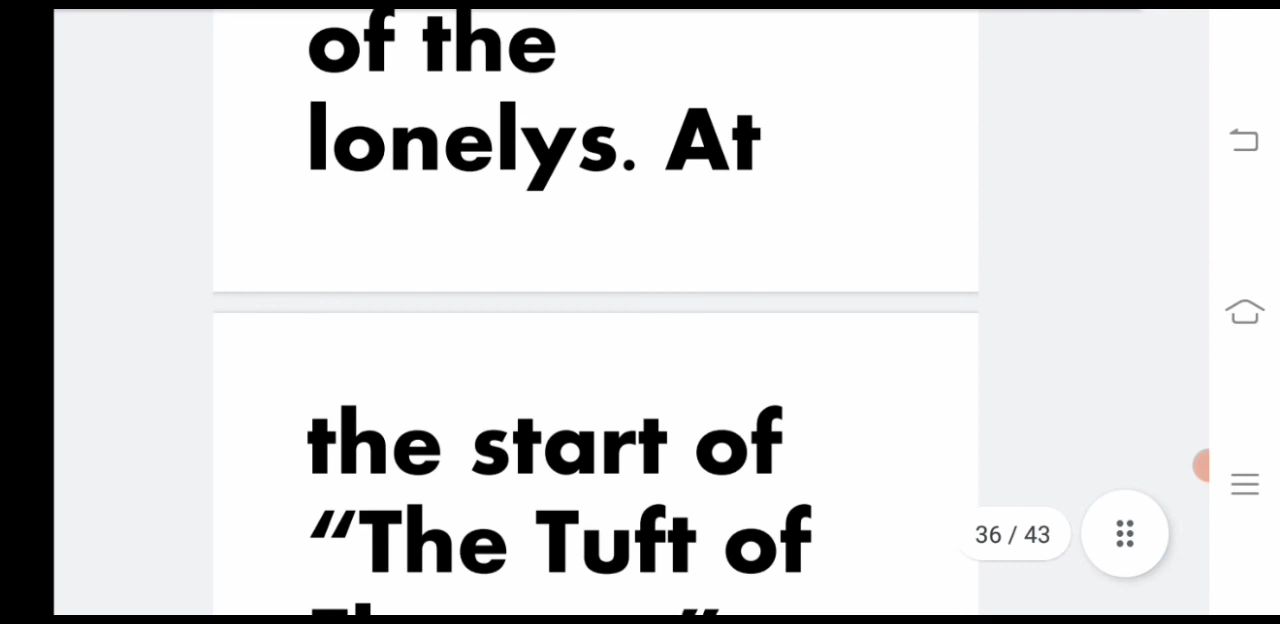 of the
lonelys. At
the start of
“The Tuft of
36 / 43